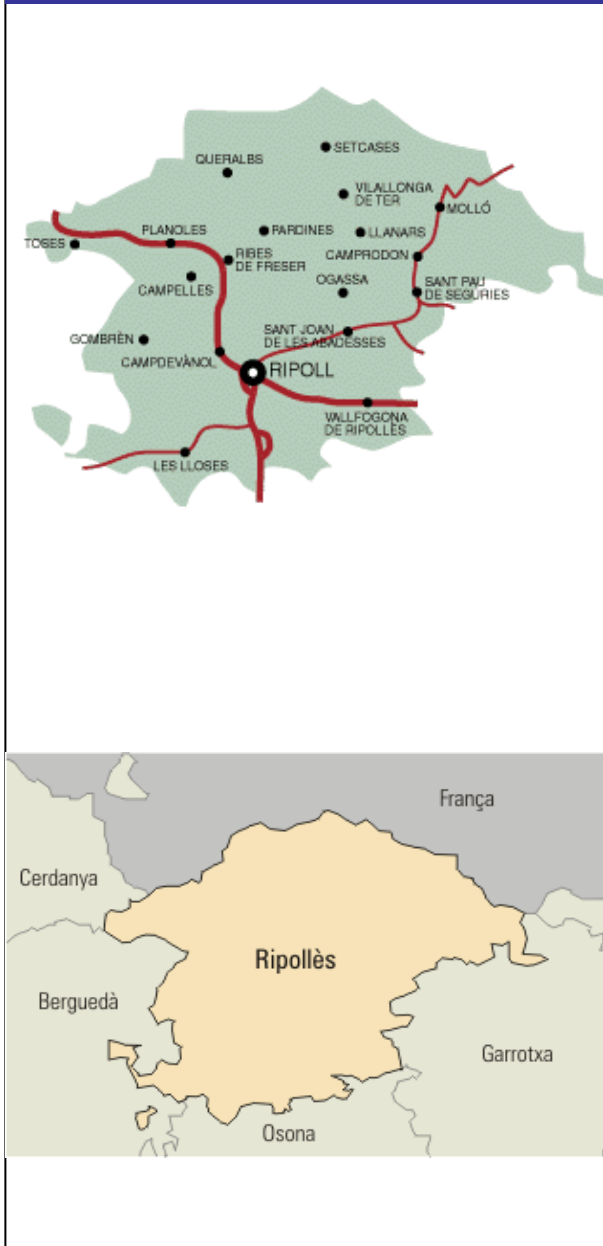 SETCASES
QUERALBS
VILALLONGA
DE TER
MOLLÓ
PLANOLES
PARDINES
LLANARS
TOSES
RIBES
DE FRESER
CAMPRODON
CAMPELLES
OGASSA
SANT PAU
DE SEGÚRIES
GOMBRÈN
SANT JOAN
DE LES ABADESSES
CAMPDEVÀNOL
RIPOLL
VALLFOGONA
DE RIPOLLÈS
LES LLOSES
França
Cerdanya
Ripollès
Berguedà
Garrotxa
Osona